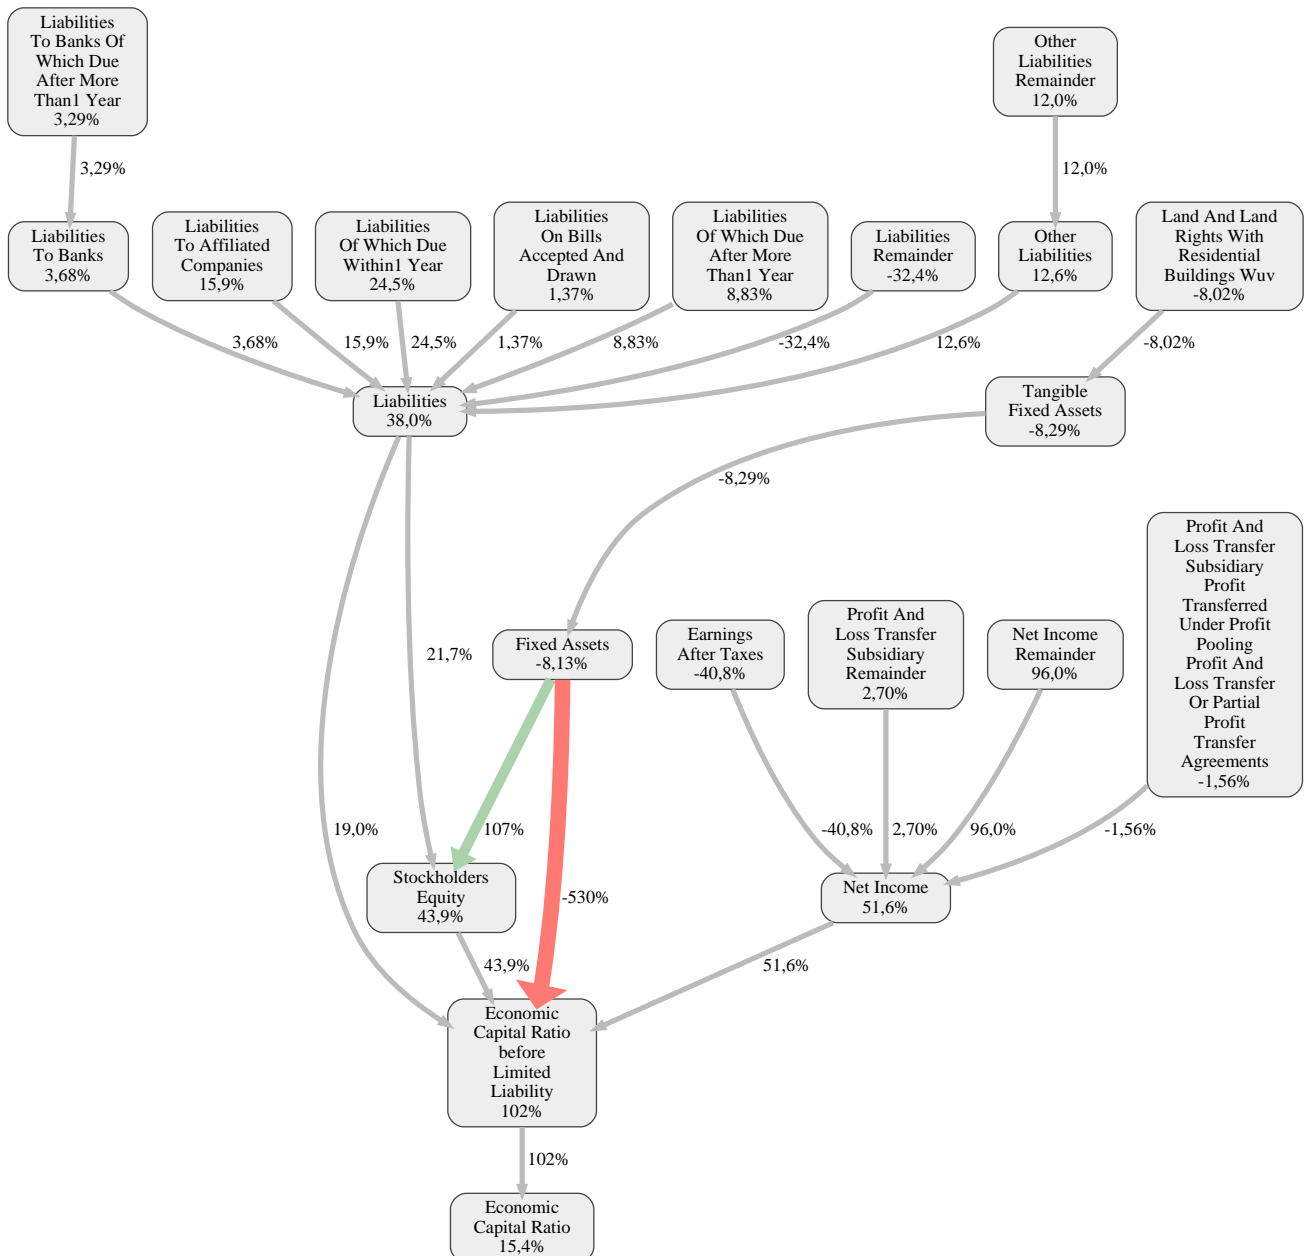 Liabilities
To Banks Of
Which Due
After More
Than1 Year
3,29%
Other
Liabilities
Remainder
12,0%
3,29%
12,0%
Liabilities
To Banks
3,68%
Liabilities
To Affiliated
Companies
15,9%
Liabilities
Of Which Due
Within1 Year
24,5%
Liabilities
On Bills
Accepted And
Drawn
1,37%
Liabilities
Of Which Due
After More
Than1 Year
8,83%
Liabilities
Remainder
-32,4%
Other
Liabilities
12,6%
Land And Land
Rights With
Residential
Buildings Wuv
-8,02%
3,68%
15,9%
24,5%
1,37%
8,83%
-32,4%
12,6%
-8,02%
Liabilities
38,0%
Tangible
Fixed Assets
-8,29%
-8,29%
Profit And
Loss Transfer
Subsidiary
Profit
Transferred
Under Profit
Pooling
Profit And
Loss Transfer
Or Partial
Profit
Transfer
Agreements
-1,56%
21,7%
Fixed Assets
-8,13%
Earnings
After Taxes
-40,8%
Profit And
Loss Transfer
Subsidiary
Remainder
2,70%
Net Income
Remainder
96,0%
19,0%
107%
-530%
-40,8%
2,70%
96,0%
-1,56%
Stockholders
Equity
43,9%
Net Income
51,6%
43,9%
51,6%
Economic
Capital Ratio
before
Limited
Liability
102%
102%
Economic
Capital Ratio
15,4%